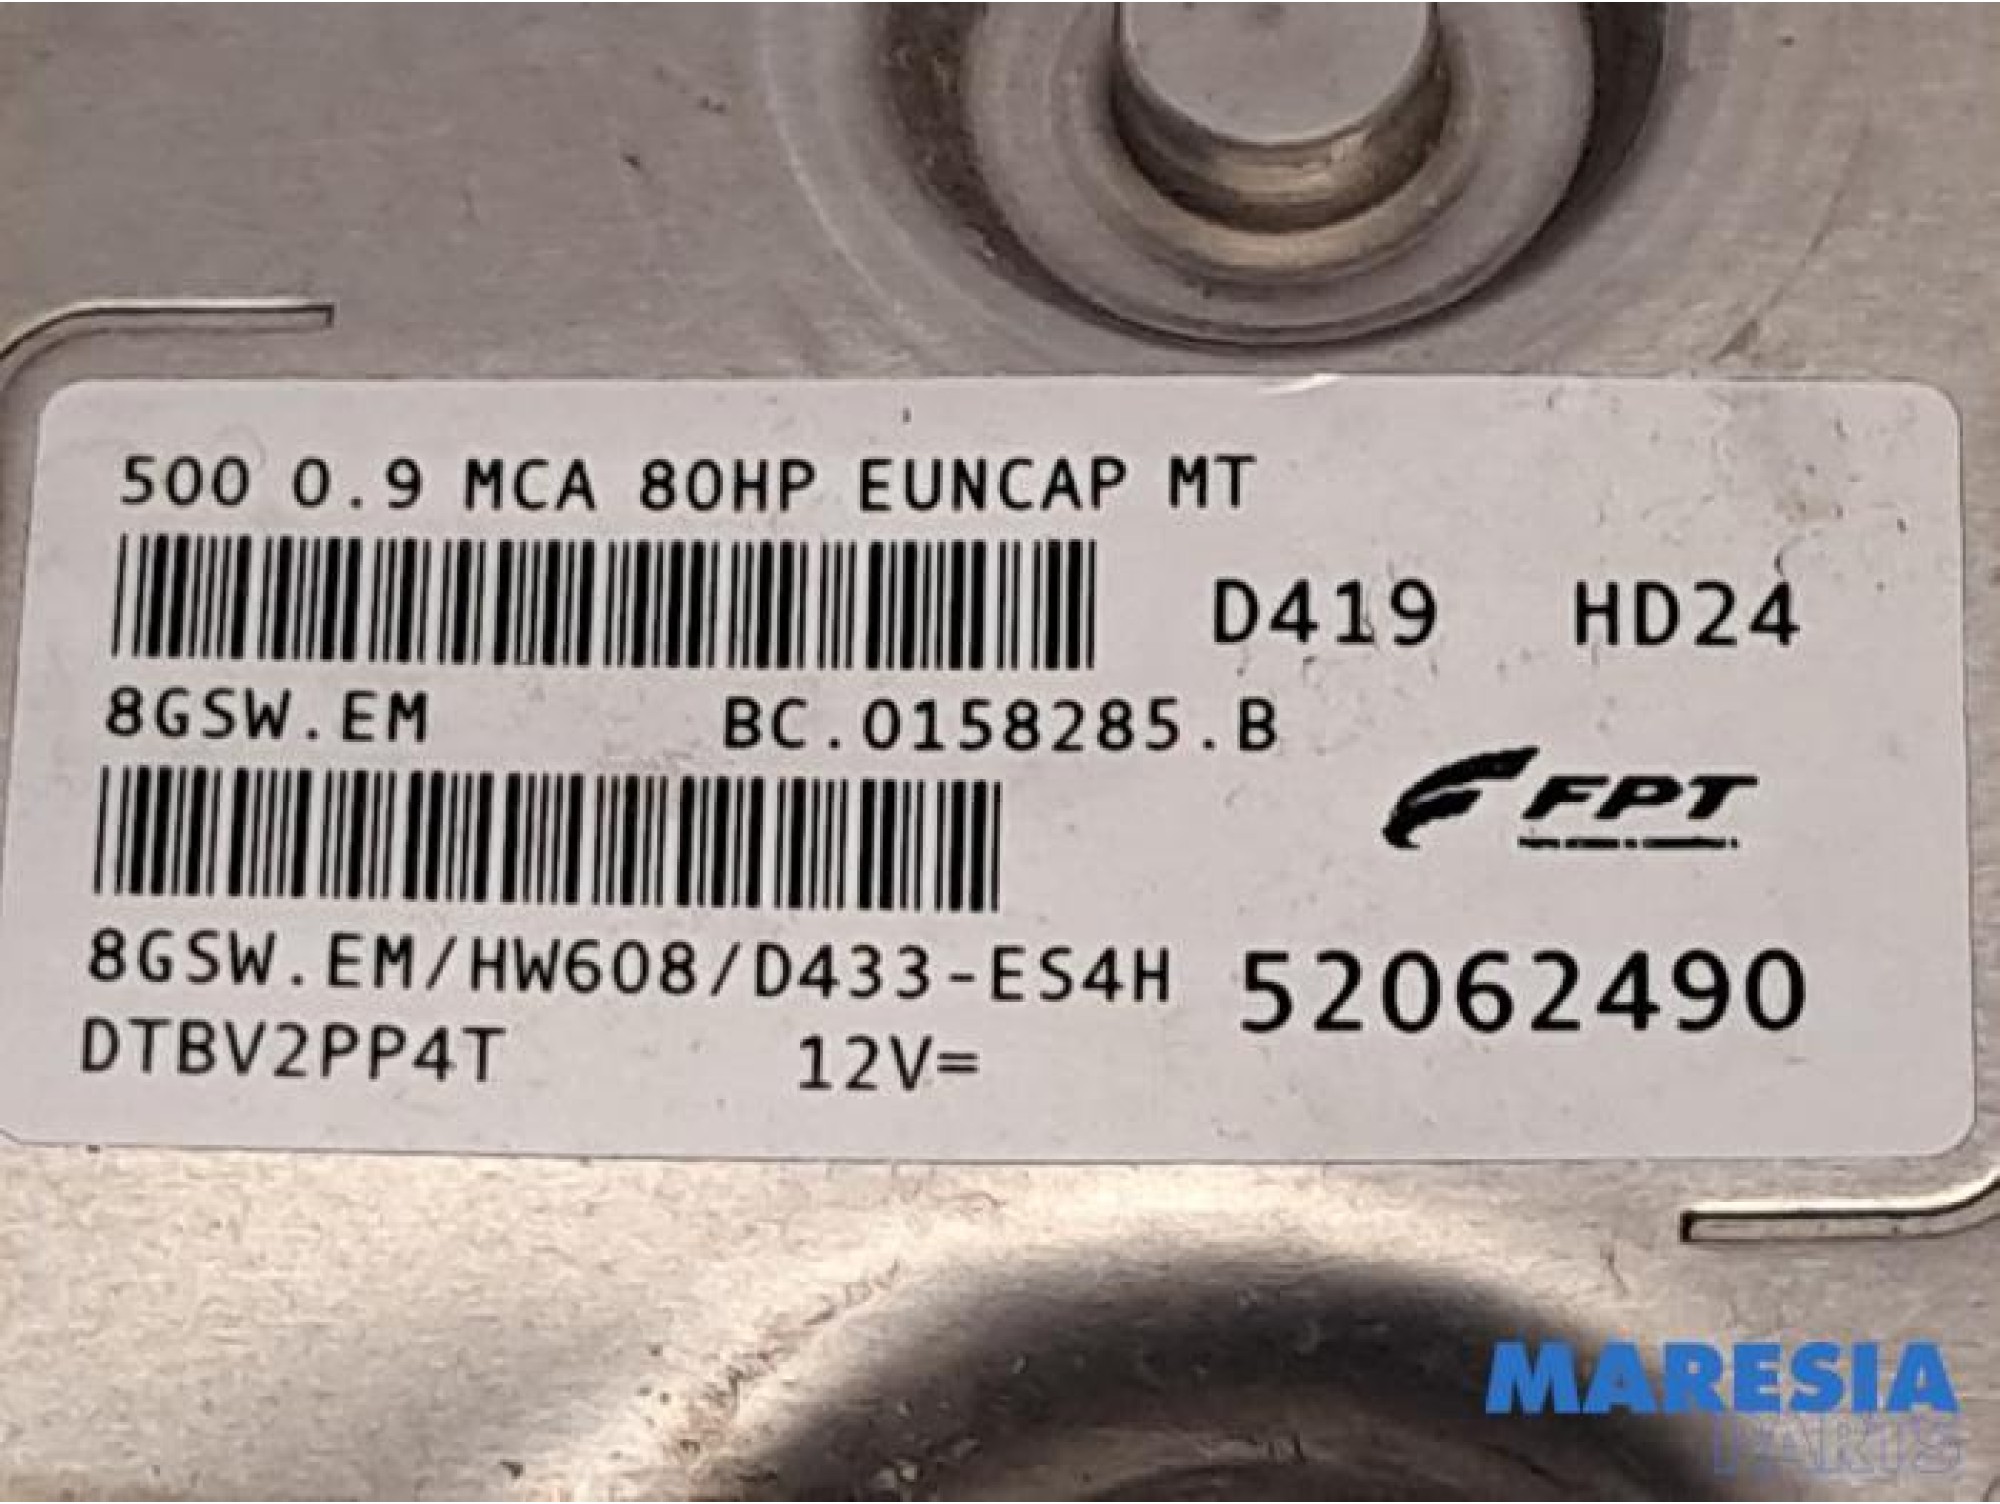 500 0.9 MCA 80HP EUNCAP MT
D419 HD24
8GSW.EM BC.0158285.B
FPT
8GSW.EM/HW608/D433-ES4H 52062490
DTBV2PP4T 12V=
MARESIA
PARTS